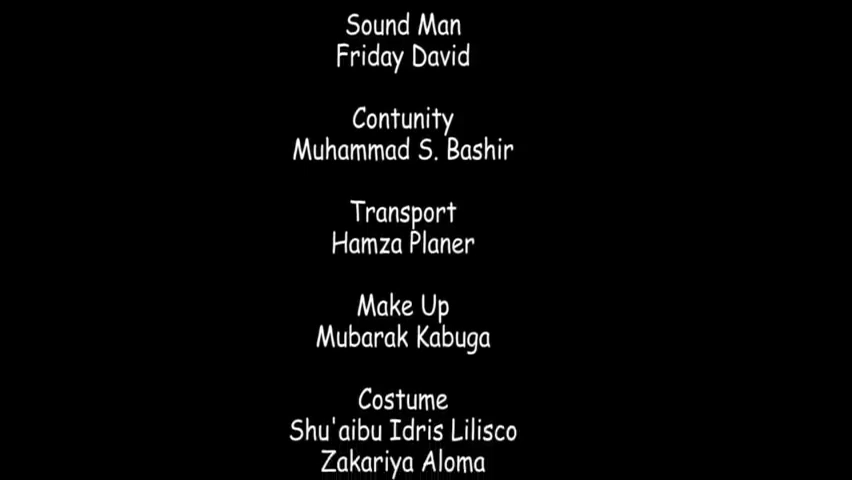 Sound Man
Friday David
Contunity
Muhammad S. Bashir
Transport
Hamza Planer
Make Up
Mubarak Kabuga
Costume
Shu'aibu Idris Lilisco
Zakariya Aloma